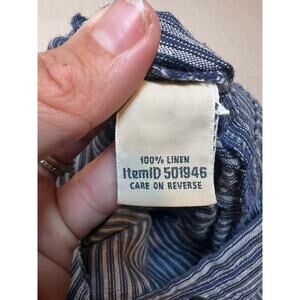 100% LINEN
ItemID 501946
CARE ON REVERSE